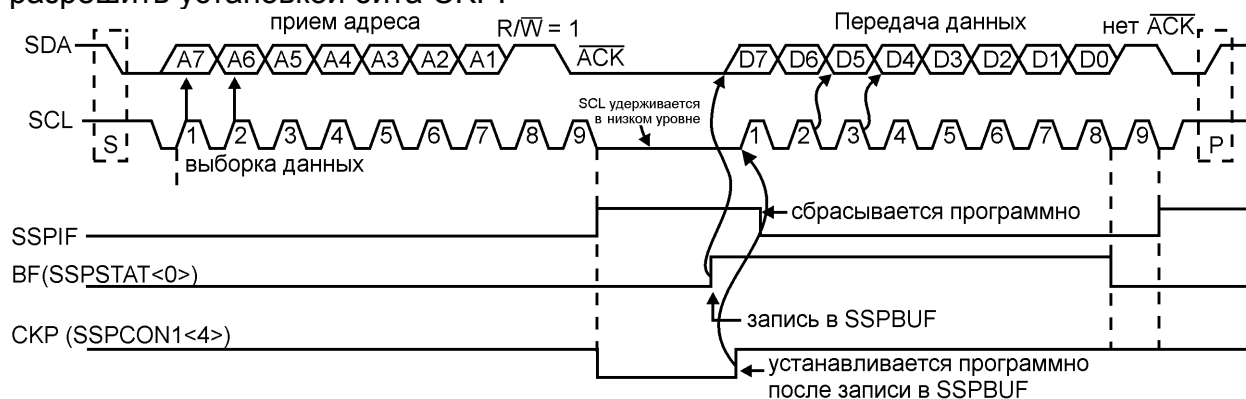 разрешить установкой бита CKP.
прием адреса R/W̅ = 1 Передача данных нет A̅C̅K̅
SDA A7 A6 A5 A4 A3 A2 A1 A̅C̅K̅ D7 D6 D5 D4 D3 D2 D1 D0
SCL удерживается
в низком уровне
SCL S 1 2 3 4 5 6 7 8 9 1 2 3 4 5 6 7 8 9 P
выборка данных
сбрасывается программно
SSPIF
BF(SSPSTAT<0>)
запись в SSPBUF
CKP (SSPCON1<4>)
устанавливается программно
после записи в SSPBUF